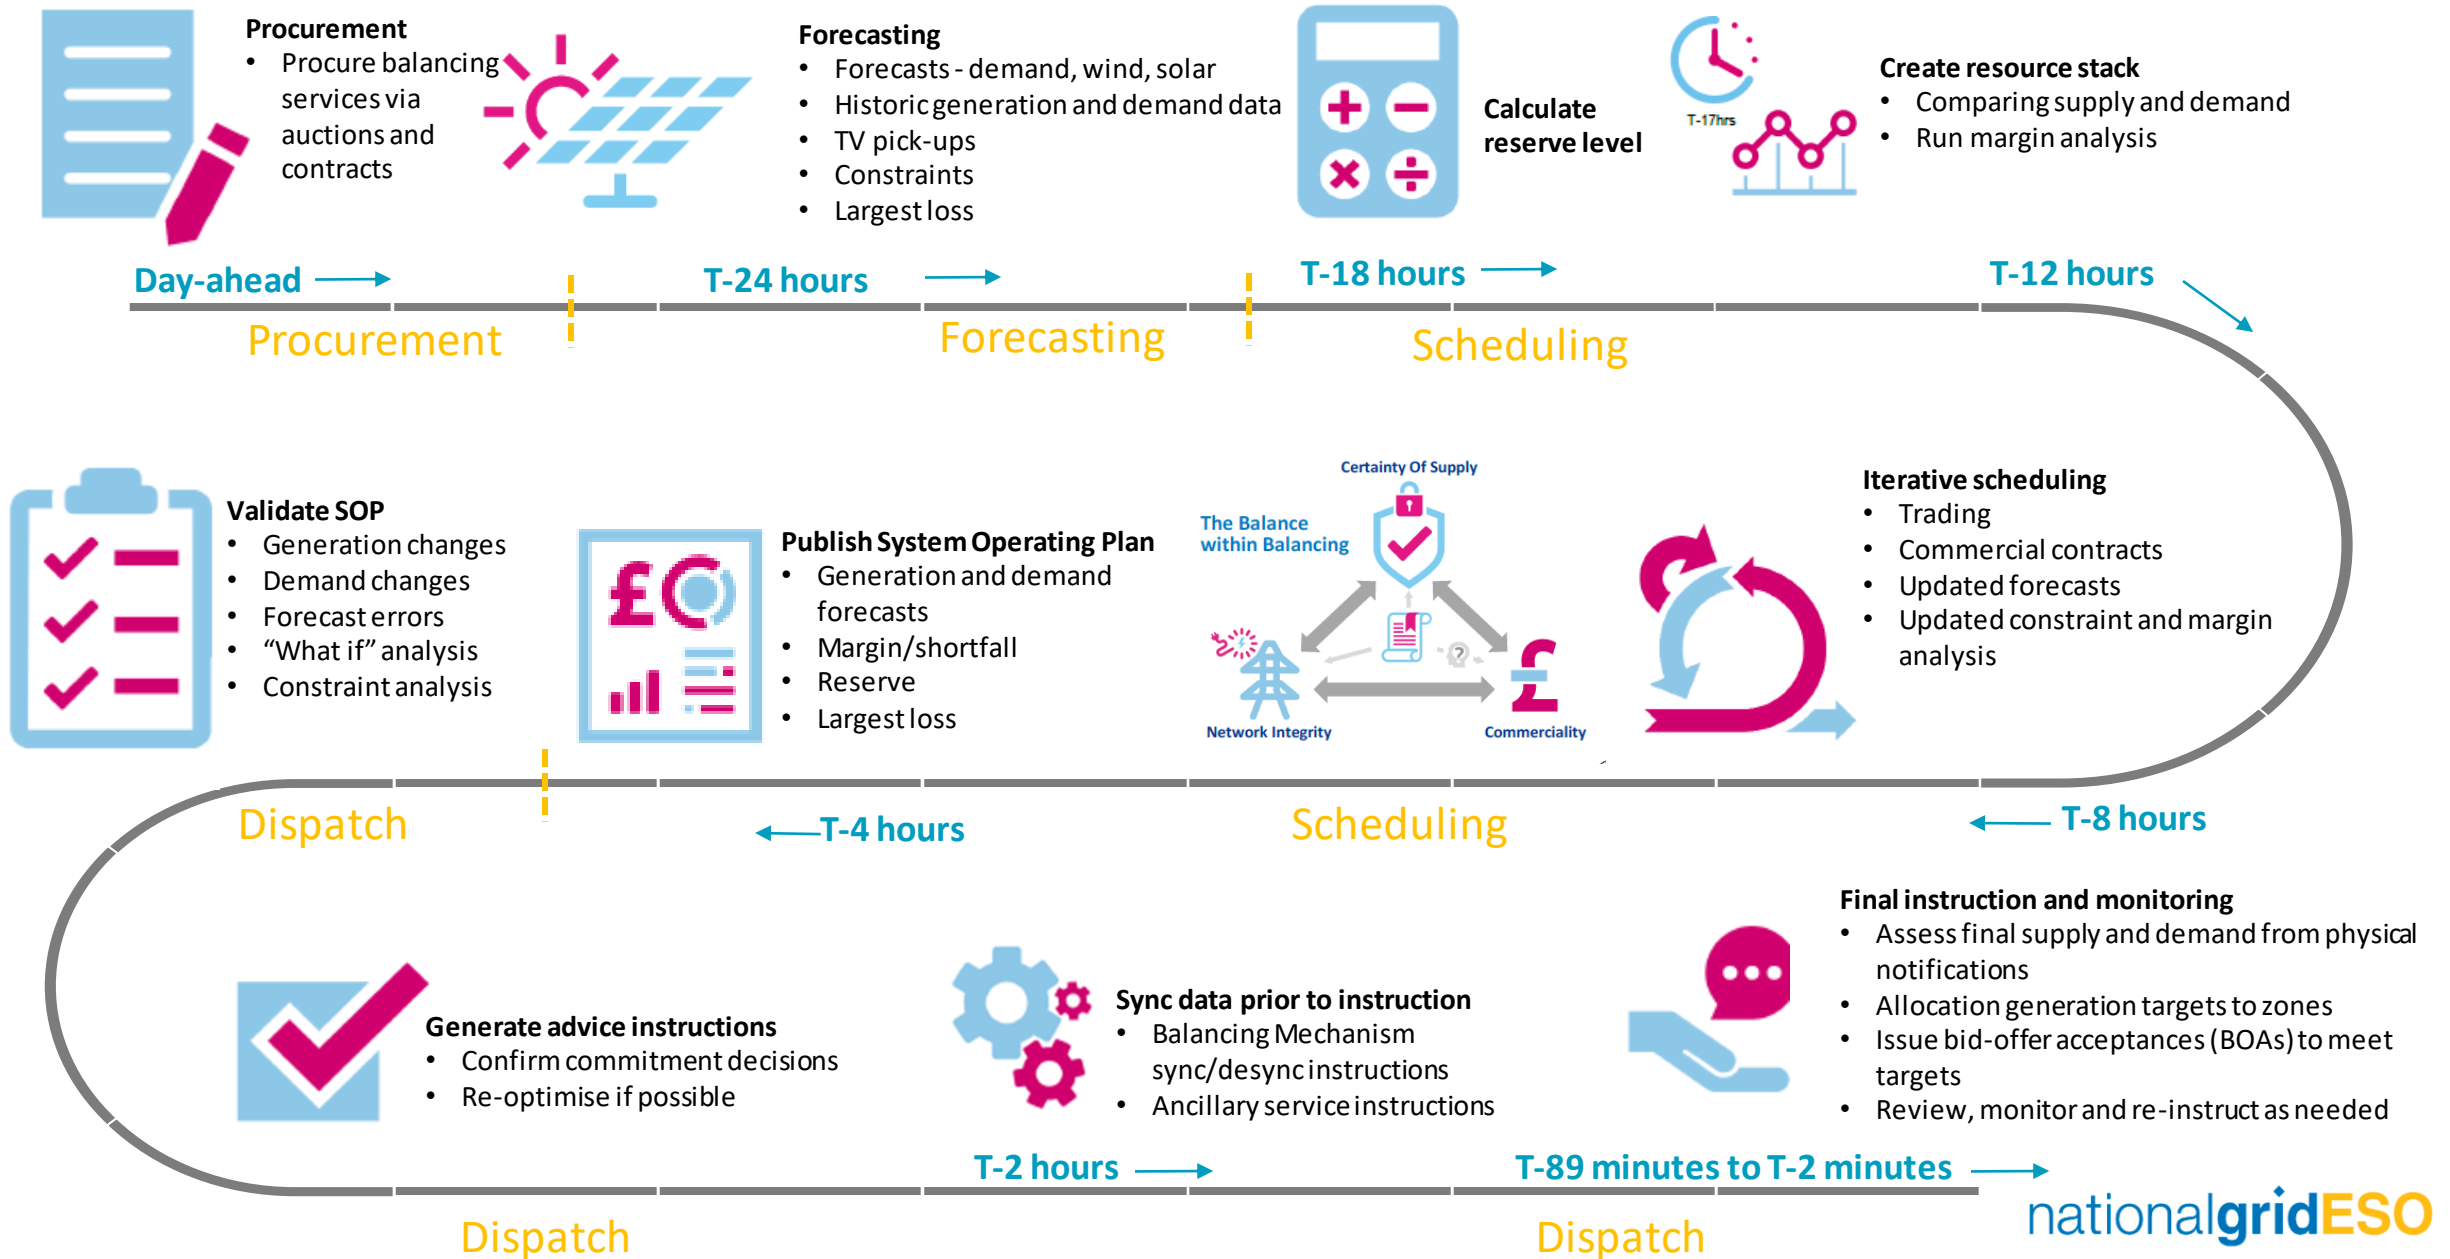 Procurement
• Procure balancing
services via
auctions and
contracts
Forecasting
• Forecasts - demand, wind, solar
• Historic generation and demand data
• TV pick-ups
• Constraints
• Largest loss
Calculate
reserve level
T-17hrs
Create resource stack
• Comparing supply and demand
• Run margin analysis
Day-ahead
T-24 hours
T-18 hours
T-12 hours
Procurement
Forecasting
Scheduling
Validate SOP
• Generation changes
• Demand changes
• Forecast errors
• “What if” analysis
• Constraint analysis
£
Publish System Operating Plan
• Generation and demand
forecasts
• Margin/shortfall
• Reserve
• Largest loss
Certainty Of Supply
The Balance
within Balancing
?
£
Network Integrity
Commerciality
Iterative scheduling
• Trading
• Commercial contracts
• Updated forecasts
• Updated constraint and margin
analysis
Dispatch
T-4 hours
Scheduling
T-8 hours
Generate advice instructions
• Confirm commitment decisions
• Re-optimise if possible
Sync data prior to instruction
• Balancing Mechanism
sync/desync instructions
• Ancillary service instructions
Final instruction and monitoring
• Assess final supply and demand from physical
notifications
• Allocation generation targets to zones
• Issue bid-offer acceptances (BOAs) to meet
targets
• Review, monitor and re-instruct as needed
T-2 hours
T-89 minutes to T-2 minutes
Dispatch
Dispatch
nationalgridESO